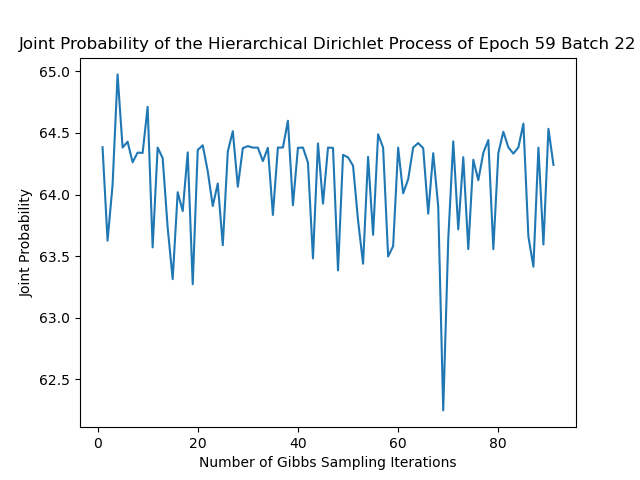 Joint Probability of the Hierarchical Dirichlet Process of Epoch 59 Batch 22
65.0
64.5
64.0
63.5
63.0
62.5
Joint Probability
0 20 40 60 80
Number of Gibbs Sampling Iterations